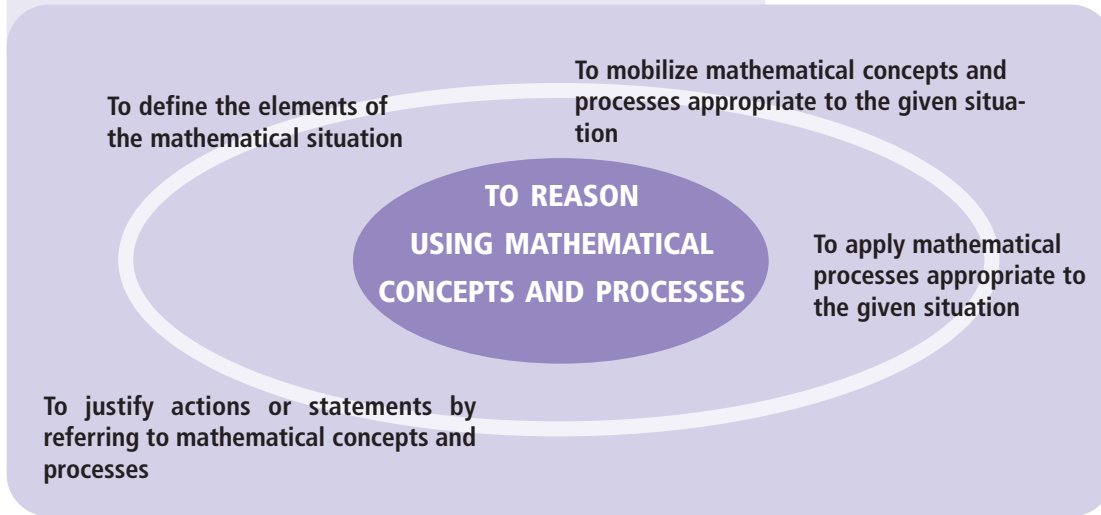 To define the elements of
the mathematical situation
To mobilize mathematical concepts and
processes appropriate to the given situa-
tion
TO REASON
USING MATHEMATICAL
CONCEPTS AND PROCESSES
To apply mathematical
processes appropriate to
the given situation
To justify actions or statements by
referring to mathematical concepts and
processes